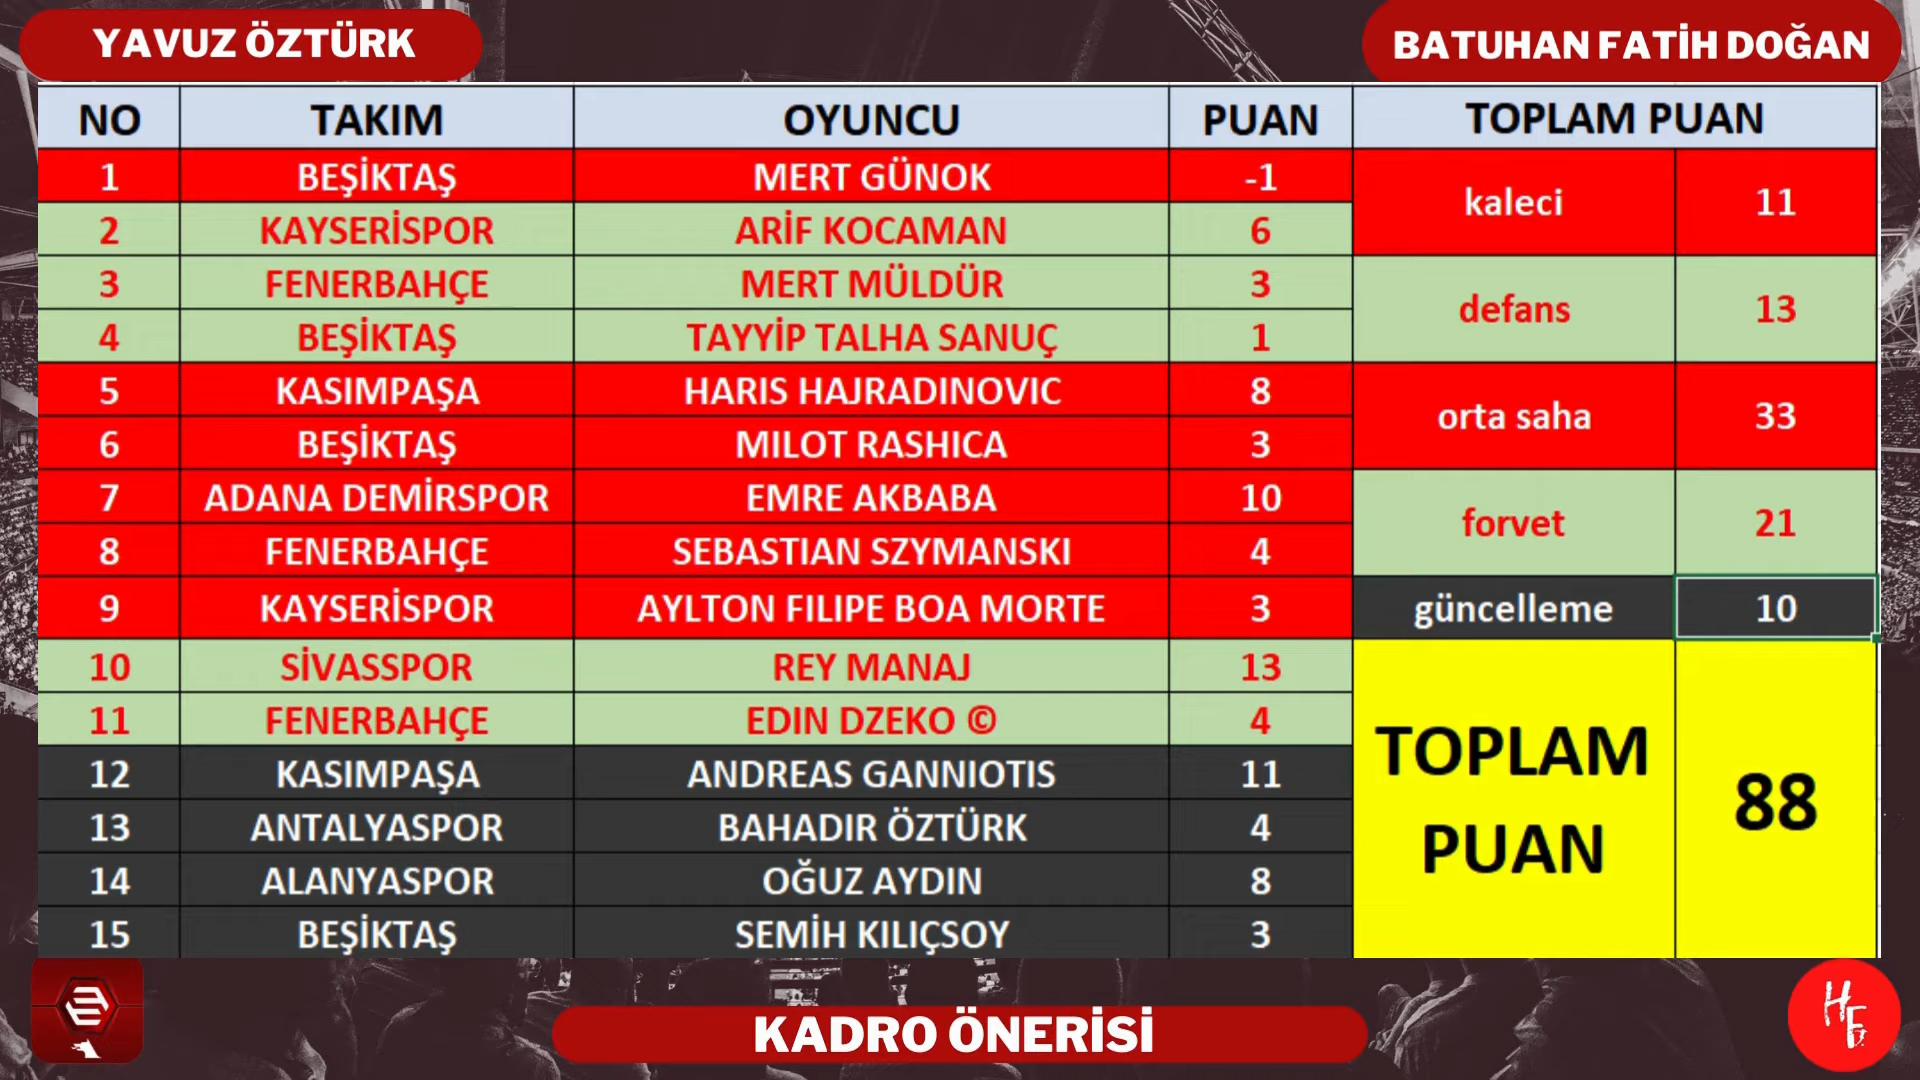 YAVUZ ÖZTÜRK
BATUHAN FATİH DOĞAN
NO TAKIM OYUNCU PUAN TOPLAM PUAN
1 BEŞİKTAŞ MERT GÜNOK -1
kaleci 11
2 KAYSERİSPOR ARİF KOCAMAN 6
3 FENERBAHÇE MERT MÜLDÜR 3
defans 13
4 BEŞİKTAŞ TAYYİP TALHA SANUÇ 1
5 KASIMPAŞA HARIS HAJRADINOVIC 8
orta saha 33
6 BEŞİKTAŞ MILOT RASHICA 3
7 ADANA DEMİRSPOR EMRE AKBABA 10
forvet 21
8 FENERBAHÇE SEBASTIAN SZYMANSKI 4
9 KAYSERİSPOR AYLTON FILIPE BOA MORTE 3 güncelleme 10
10 SİVASSPOR REY MANAJ 13
11 FENERBAHÇE EDIN DZEKO © 4
12 KASIMPAŞA ANDREAS GANNIOTIS 11
13 ANTALYASPOR BAHADIR ÖZTÜRK 4
14 ALANYASPOR OĞUZ AYDIN 8
15 BEŞİKTAŞ SEMİH KILIÇSOY 3
TOPLAM
PUAN
88
KADRO ÖNERİSİ
HF